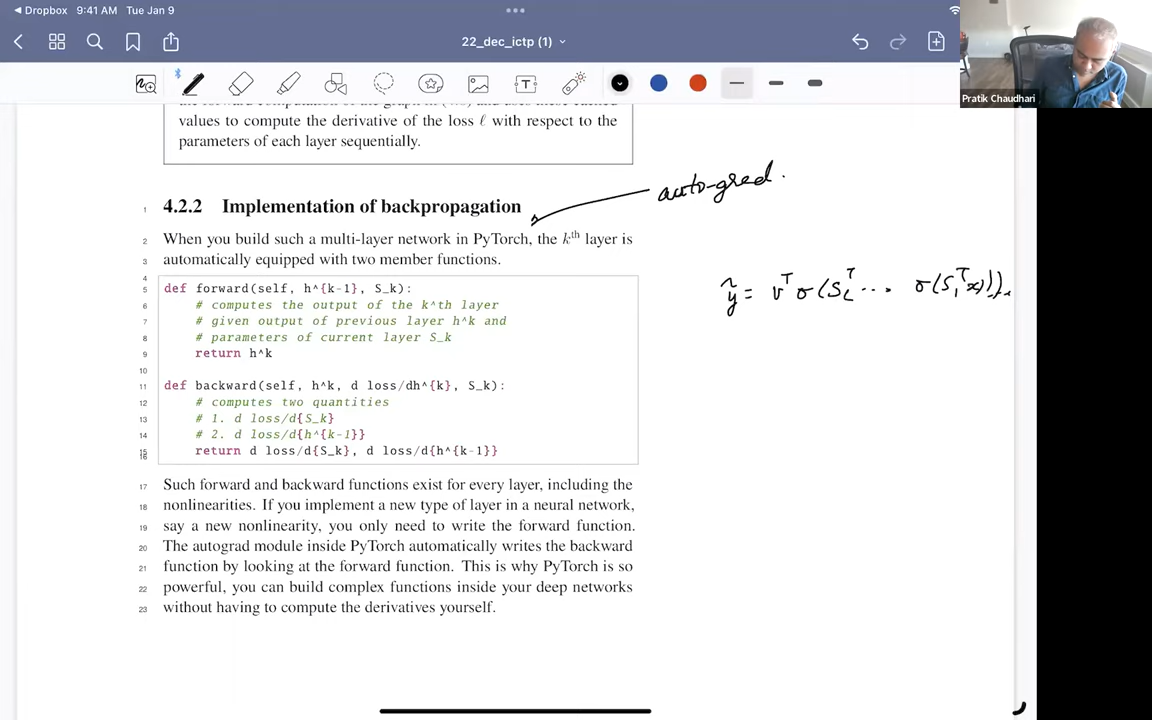 Dropbox 9:41 AM Tue Jan 9
22_dec_ictp (1)
Pratik Chaudhari
values to compute the derivative of the loss ℓ with respect to the
parameters of each layer sequentially.
auto-grad.
1 4.2.2 Implementation of backpropagation
2 When you build such a multi-layer network in PyTorch, the k^th layer is
3 automatically equipped with two member functions.
4
5 def forward(self, h^{k-1}, S_k):
6 # computes the output of the k^th layer
7 # given output of previous layer h^k and
8 # parameters of current layer S_k
9 return h^k
10
11 def backward(self, h^k, d loss/dh^{k}, S_k):
12 # computes two quantities
13 # 1. d loss/d{S_k}
14 # 2. d loss/d{h^{k-1}}
15 return d loss/d{S_k}, d loss/d{h^{k-1}}
16
ŷ = v^T σ(S_L^T ... σ(S_1^T x)))..
17 Such forward and backward functions exist for every layer, including the
18 nonlinearities. If you implement a new type of layer in a neural network,
19 say a new nonlinearity, you only need to write the forward function.
20 The autograd module inside PyTorch automatically writes the backward
21 function by looking at the forward function. This is why PyTorch is so
22 powerful, you can build complex functions inside your deep networks
23 without having to compute the derivatives yourself.